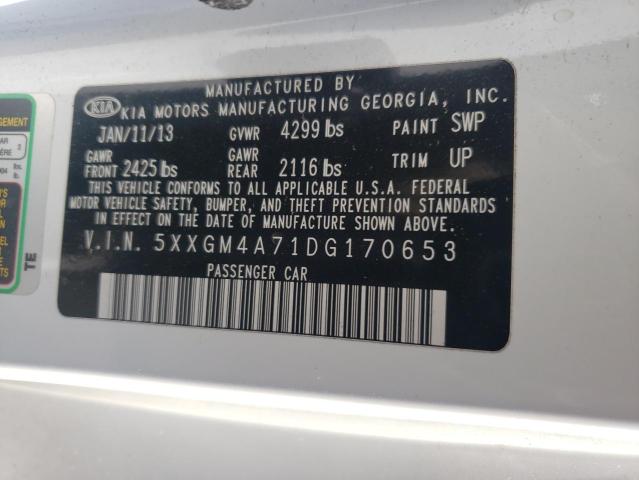 MANUFACTURED BY
KIA KIA MOTORS MANUFACTURING GEORGIA, INC.
JAN/11/13 GVWR 4299 lbs PAINT SWP
GAWR FRONT 2425 lbs GAWR REAR 2116 lbs TRIM UP
THIS VEHICLE CONFORMS TO ALL APPLICABLE U.S.A. FEDERAL
MOTOR VEHICLE SAFETY, BUMPER, AND THEFT PREVENTION STANDARDS
IN EFFECT ON THE DATE OF MANUFACTURE SHOWN ABOVE.
V.I.N. 5XXGM4A71DG170653
PASSENGER CAR
TE